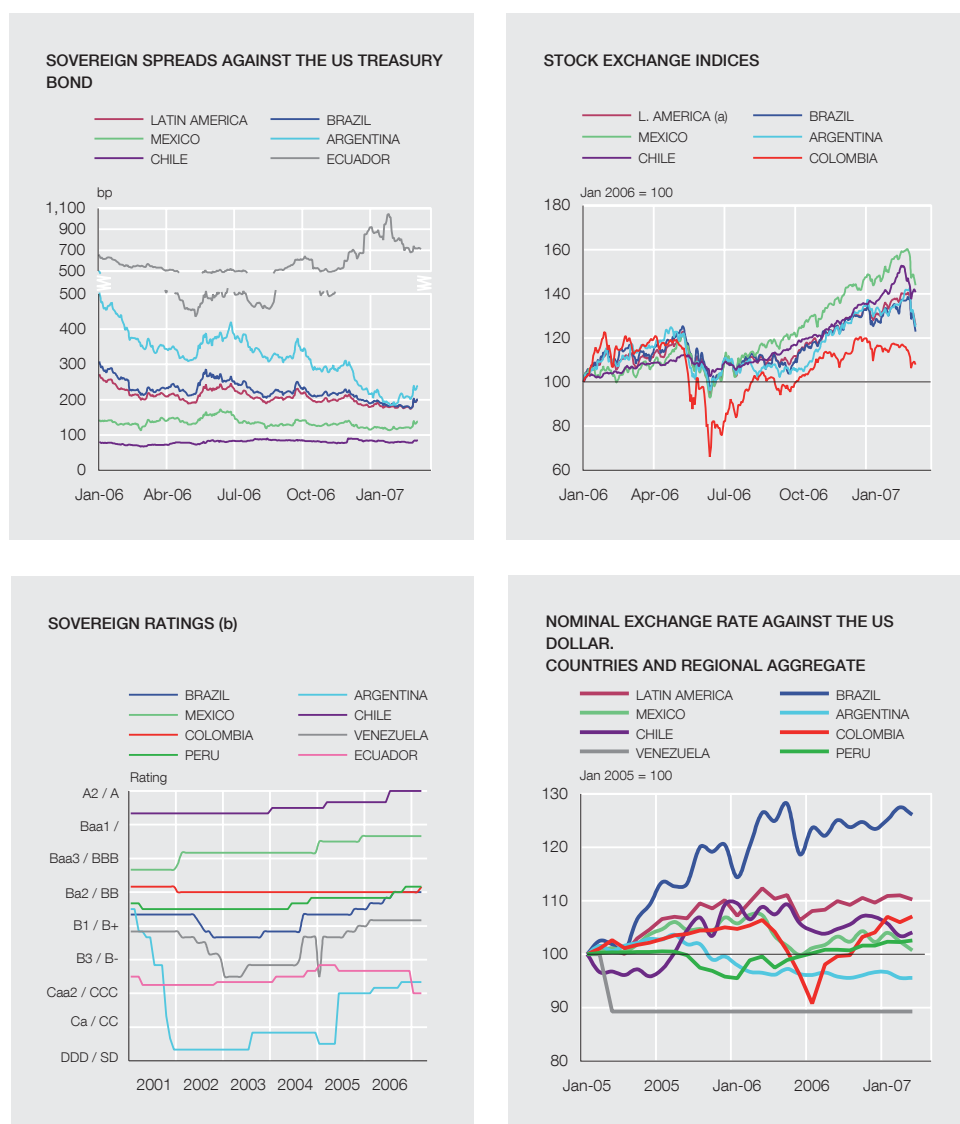 SOVEREIGN SPREADS AGAINST THE US TREASURY
BOND
LATIN AMERICA
BRAZIL
MEXICO
ARGENTINA
CHILE
ECUADOR
bp
1,100
900
700
500
500
400
300
200
100
0
Jan-06 Abr-06 Jul-06 Oct-06 Jan-07
STOCK EXCHANGE INDICES
L. AMERICA (a)
BRAZIL
MEXICO
ARGENTINA
CHILE
COLOMBIA
Jan 2006 = 100
180
160
140
120
100
80
60
Jan-06 Apr-06 Jul-06 Oct-06 Jan-07
SOVEREIGN RATINGS (b)
BRAZIL
ARGENTINA
MEXICO
CHILE
COLOMBIA
VENEZUELA
PERU
ECUADOR
Rating
A2 / A
Baa1 /
Baa3 / BBB
Ba2 / BB
B1 / B+
B3 / B-
Caa2 / CCC
Ca / CC
DDD / SD
2001 2002 2003 2004 2005 2006
NOMINAL EXCHANGE RATE AGAINST THE US
DOLLAR.
COUNTRIES AND REGIONAL AGGREGATE
LATIN AMERICA
BRAZIL
MEXICO
ARGENTINA
CHILE
COLOMBIA
VENEZUELA
PERU
Jan 2005 = 100
130
120
110
100
90
80
Jan-05 2005 Jan-06 2006 Jan-07